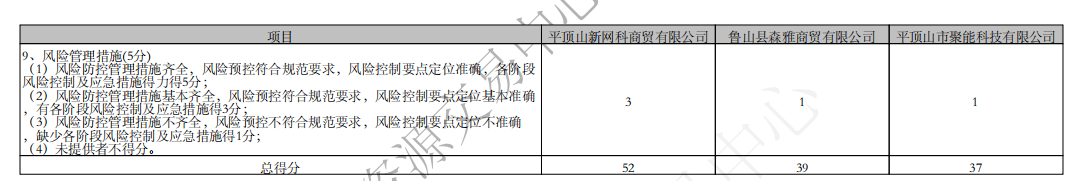 项目 平顶山新网科商贸有限公司 鲁山县森雅商贸有限公司 平顶山市聚能科技有限公司
9、风险管理措施(5分)
（1）风险防控管理措施齐全，风险预控符合规范要求，风险控制要点定位准确，各阶段
风险控制及应急措施得力得5分；
（2）风险防控管理措施基本齐全，风险预控符合规范要求，风险控制要点定位基本准确
，有各阶段风险控制及应急措施得3分；
（3）风险防控管理措施不齐全，风险预控不符合规范要求，风险控制要点定位不准确
，缺少各阶段风险控制及应急措施得1分；
（4）未提供者不得分。
3 1 1
总得分 52 39 37
资源交易中心
中心